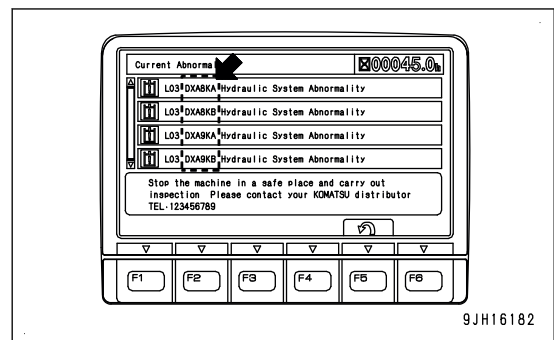 Current Abnorma
00045.0h
L03 DXA8KA Hydraulic System Abnormality
L03 DXA8KB Hydraulic System Abnormality
L03 DXA9KA Hydraulic System Abnormality
L03 DXA9KB Hydraulic System Abnormality
Stop the machine in a safe place and carry out
inspection Please contact your KOMATSU distributor
TEL.123456789
F1 F2 F3 F4 F5 F6
9JH16182